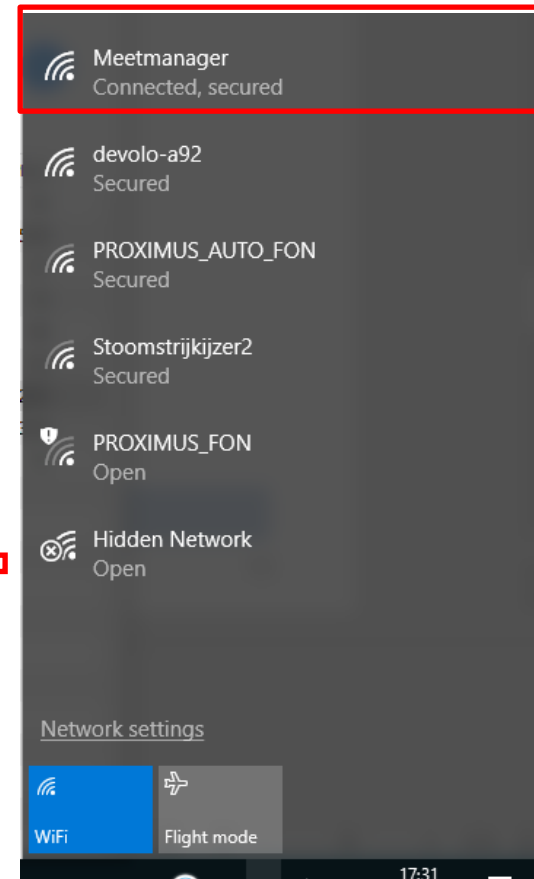 Meetmanager
Connected, secured
devolo-a92
Secured
PROXIMUS_AUTO_FON
Secured
Stoomstrijkijzer2
Secured
PROXIMUS_FON
Open
Hidden Network
Open
Network settings
WiFi
Flight mode
17:31